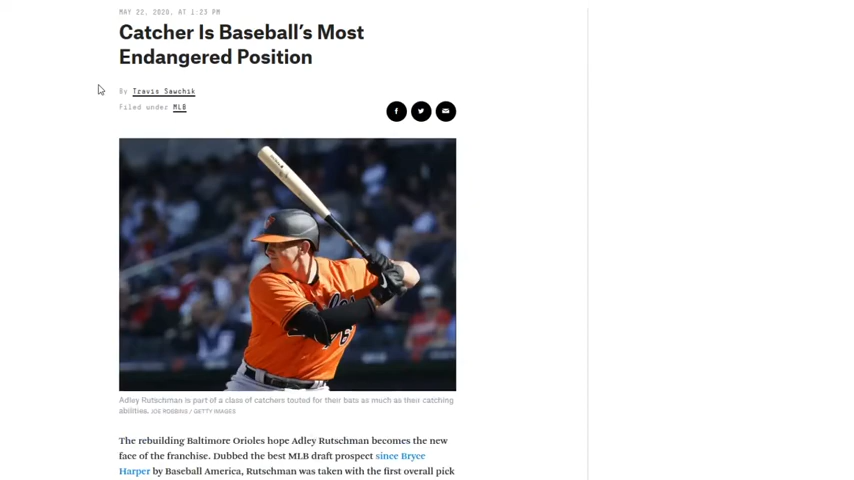 MAY 22, 2020, AT 1:23 PM
Catcher Is Baseball's Most
Endangered Position
By Travis Sawchik
Filed under MLB
Adley Rutschman is part of a class of catchers touted for their bats as much as their catching
abilities. JOE ROBBINS / GETTY IMAGES
The rebuilding Baltimore Orioles hope Adley Rutschman becomes the new
face of the franchise. Dubbed the best MLB draft prospect since Bryce
Harper by Baseball America, Rutschman was taken with the first overall pick